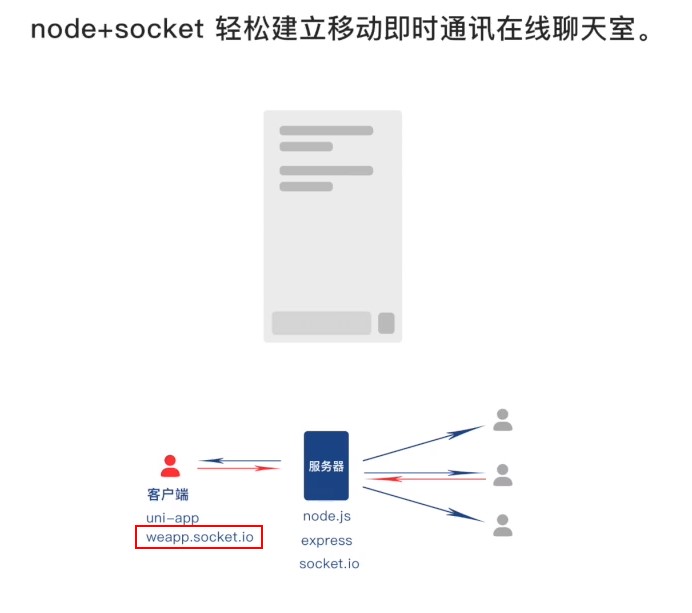 node+socket 轻松建立移动即时通讯在线聊天室。
服务器
客户端
uni-app
weapp.socket.io
node.js
express
socket.io